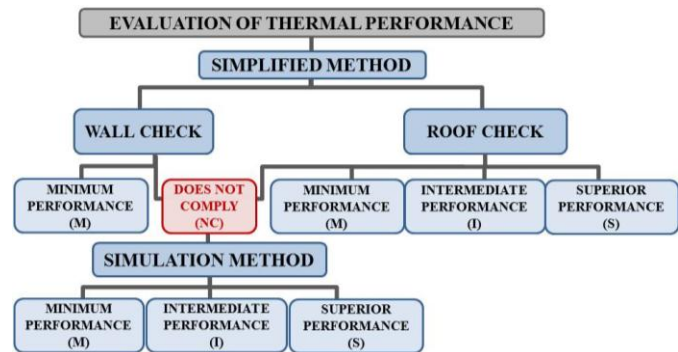 EVALUATION OF THERMAL PERFORMANCE
SIMPLIFIED METHOD
WALL CHECK
ROOF CHECK
MINIMUM
PERFORMANCE
(M)
DOES NOT
COMPLY
(NC)
MINIMUM
PERFORMANCE
(M)
INTERMEDIATE
PERFORMANCE
(I)
SUPERIOR
PERFORMANCE
(S)
SIMULATION METHOD
MINIMUM
PERFORMANCE
(M)
INTERMEDIATE
PERFORMANCE
(I)
SUPERIOR
PERFORMANCE
(S)